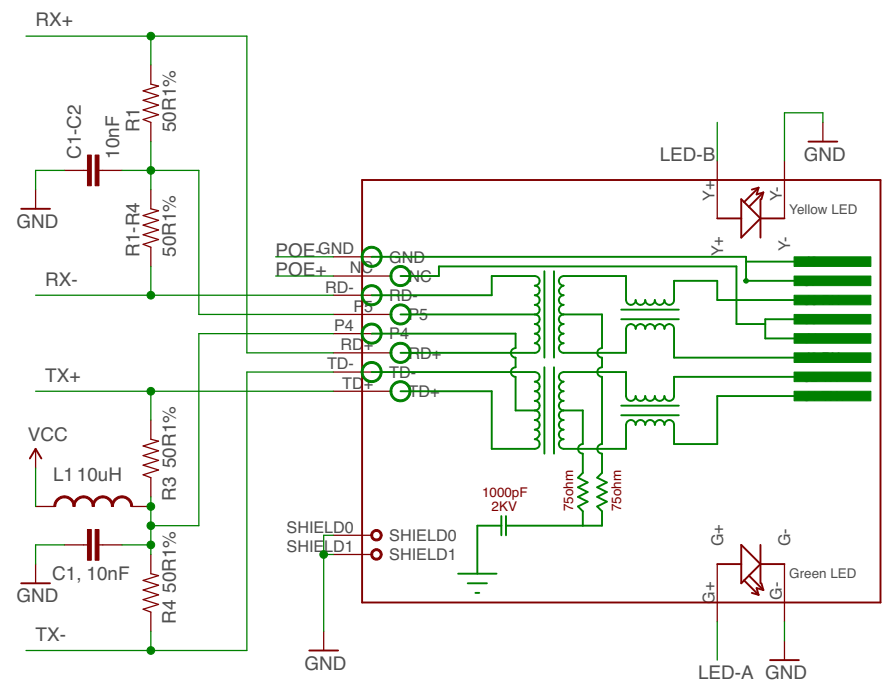 RX+
R1
50R1%
C1-C2
10nF
GND
R1-R4
50R1%
RX-
TX+
VCC
L1 10uH
R3 50R1%
C1, 10nF
GND
R4 50R1%
TX-
POE-
POE+
GND
NC
RD-
P5
P4
RD+
TD-
TD+
GND
NC
RD-
P5
P4
RD+
TD-
TD+
LED-B
GND
Y+
Y-
Yellow LED
Y+
Y-
1000pF
2KV
75ohm
75ohm
SHIELD0
SHIELD1
SHIELD0
SHIELD1
GND
G+
G-
Green LED
G+
G-
LED-A
GND